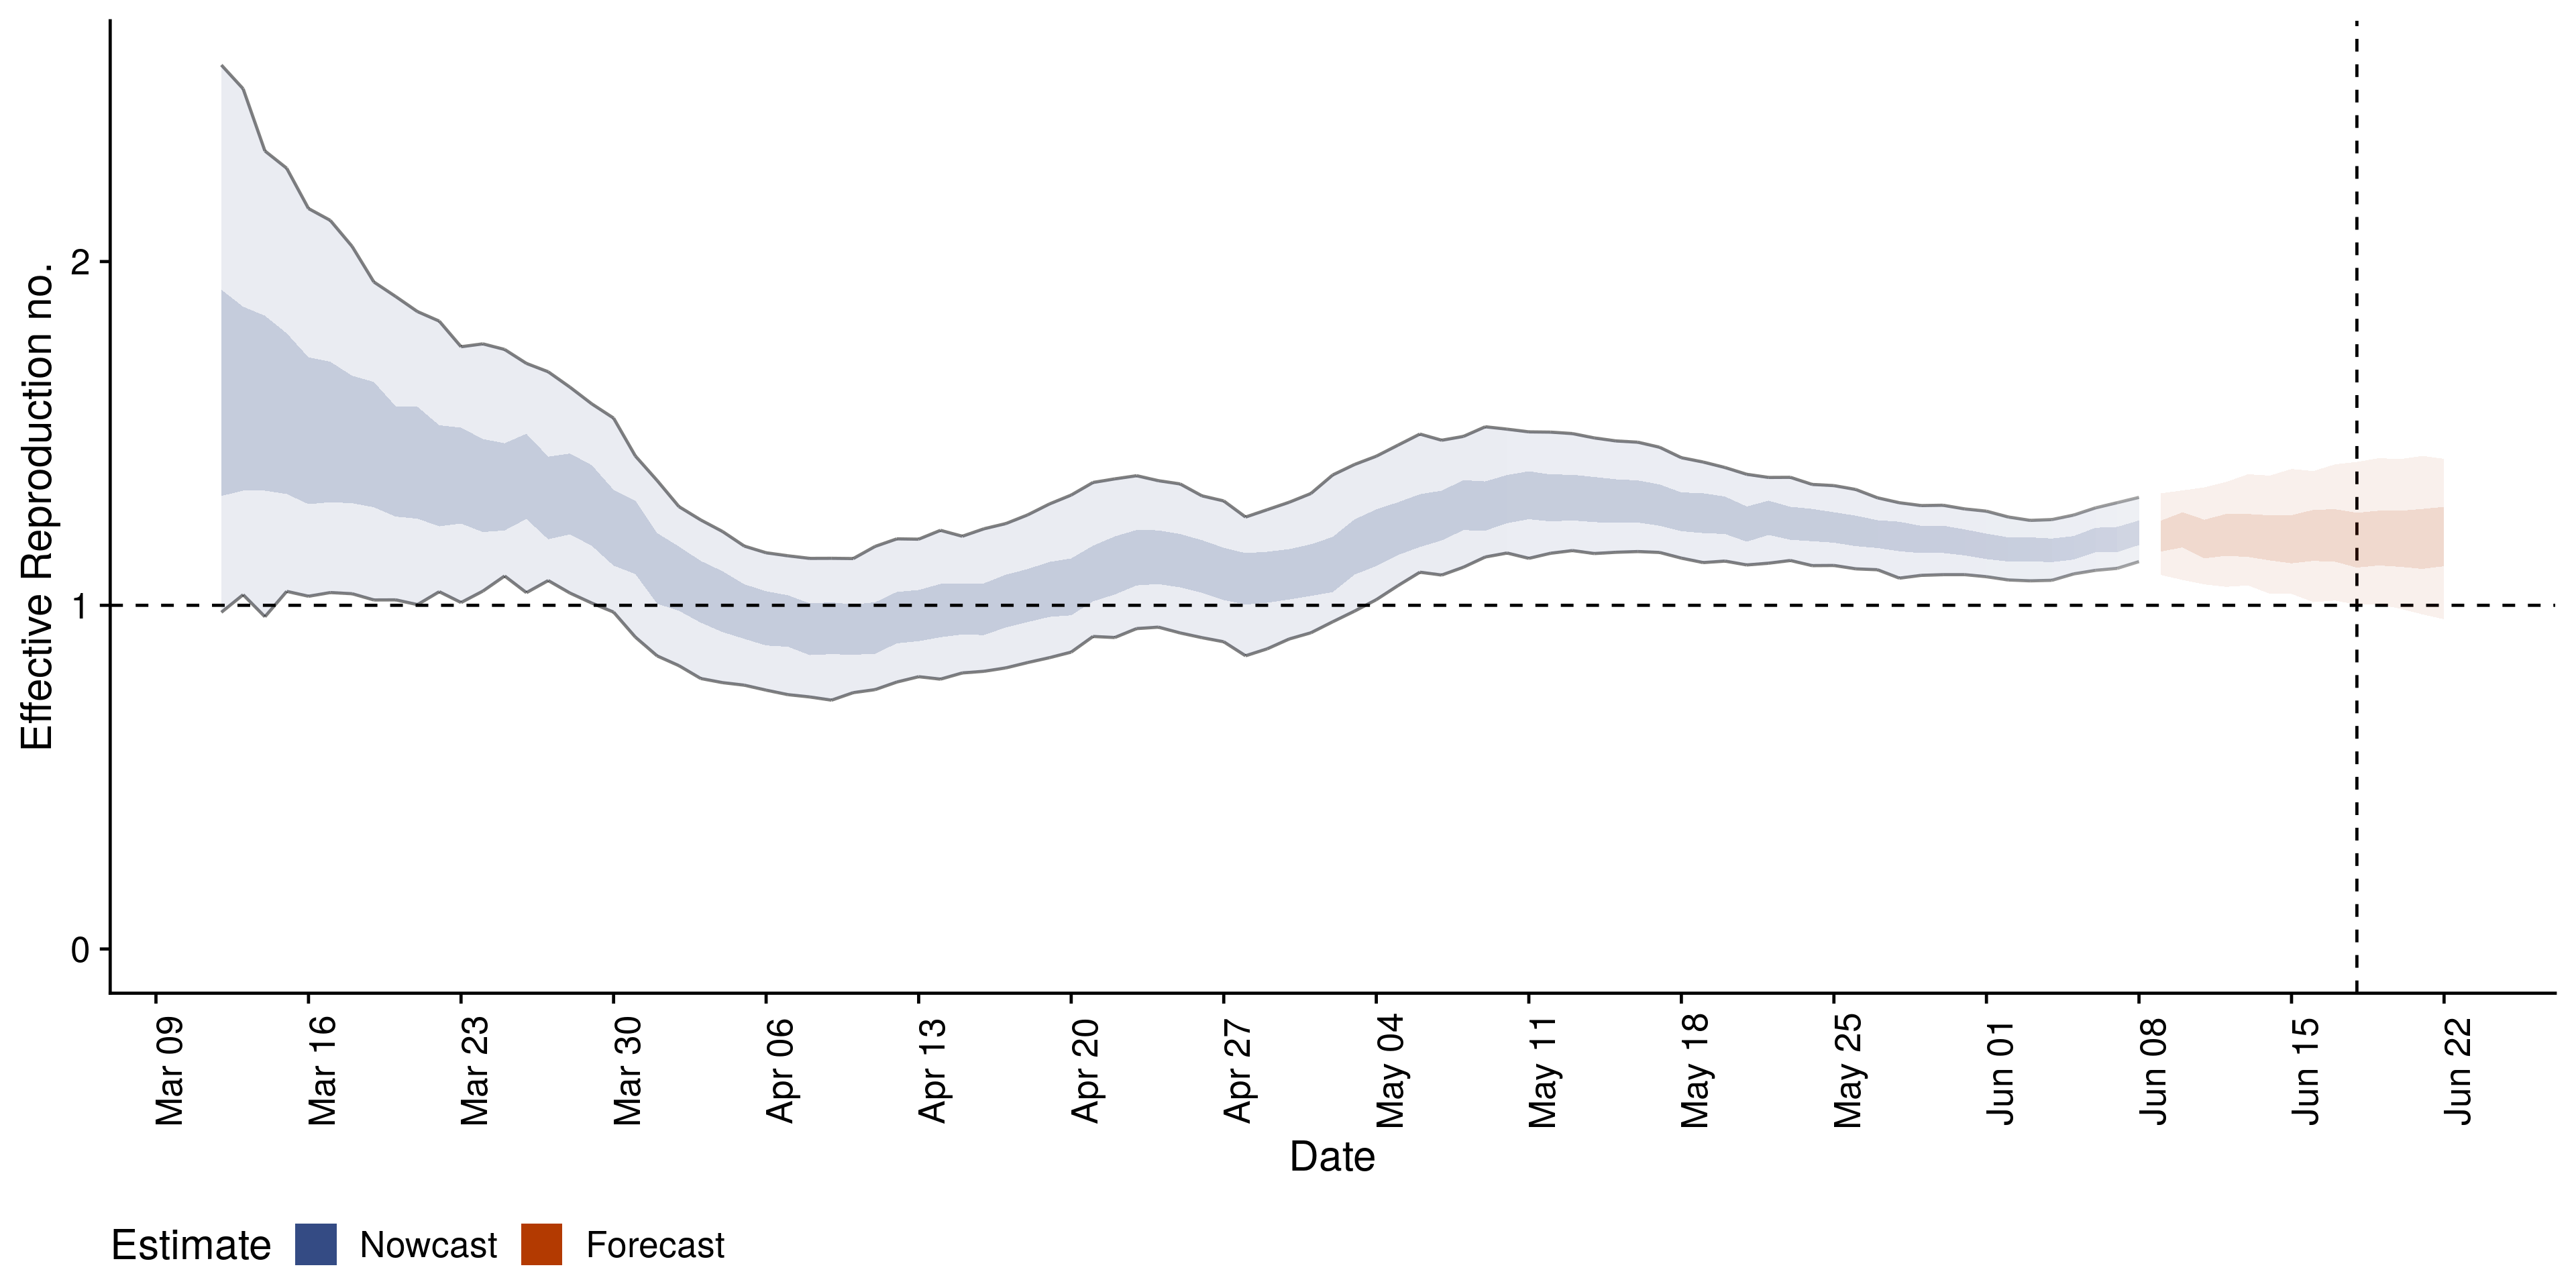 Effective Reproduction no.
2
1
0
Mar 09
Mar 16
Mar 23
Mar 30
Apr 06
Apr 13
Apr 20
Apr 27
May 04
May 11
May 18
May 25
Jun 01
Jun 08
Jun 15
Jun 22
Date
Estimate Nowcast Forecast